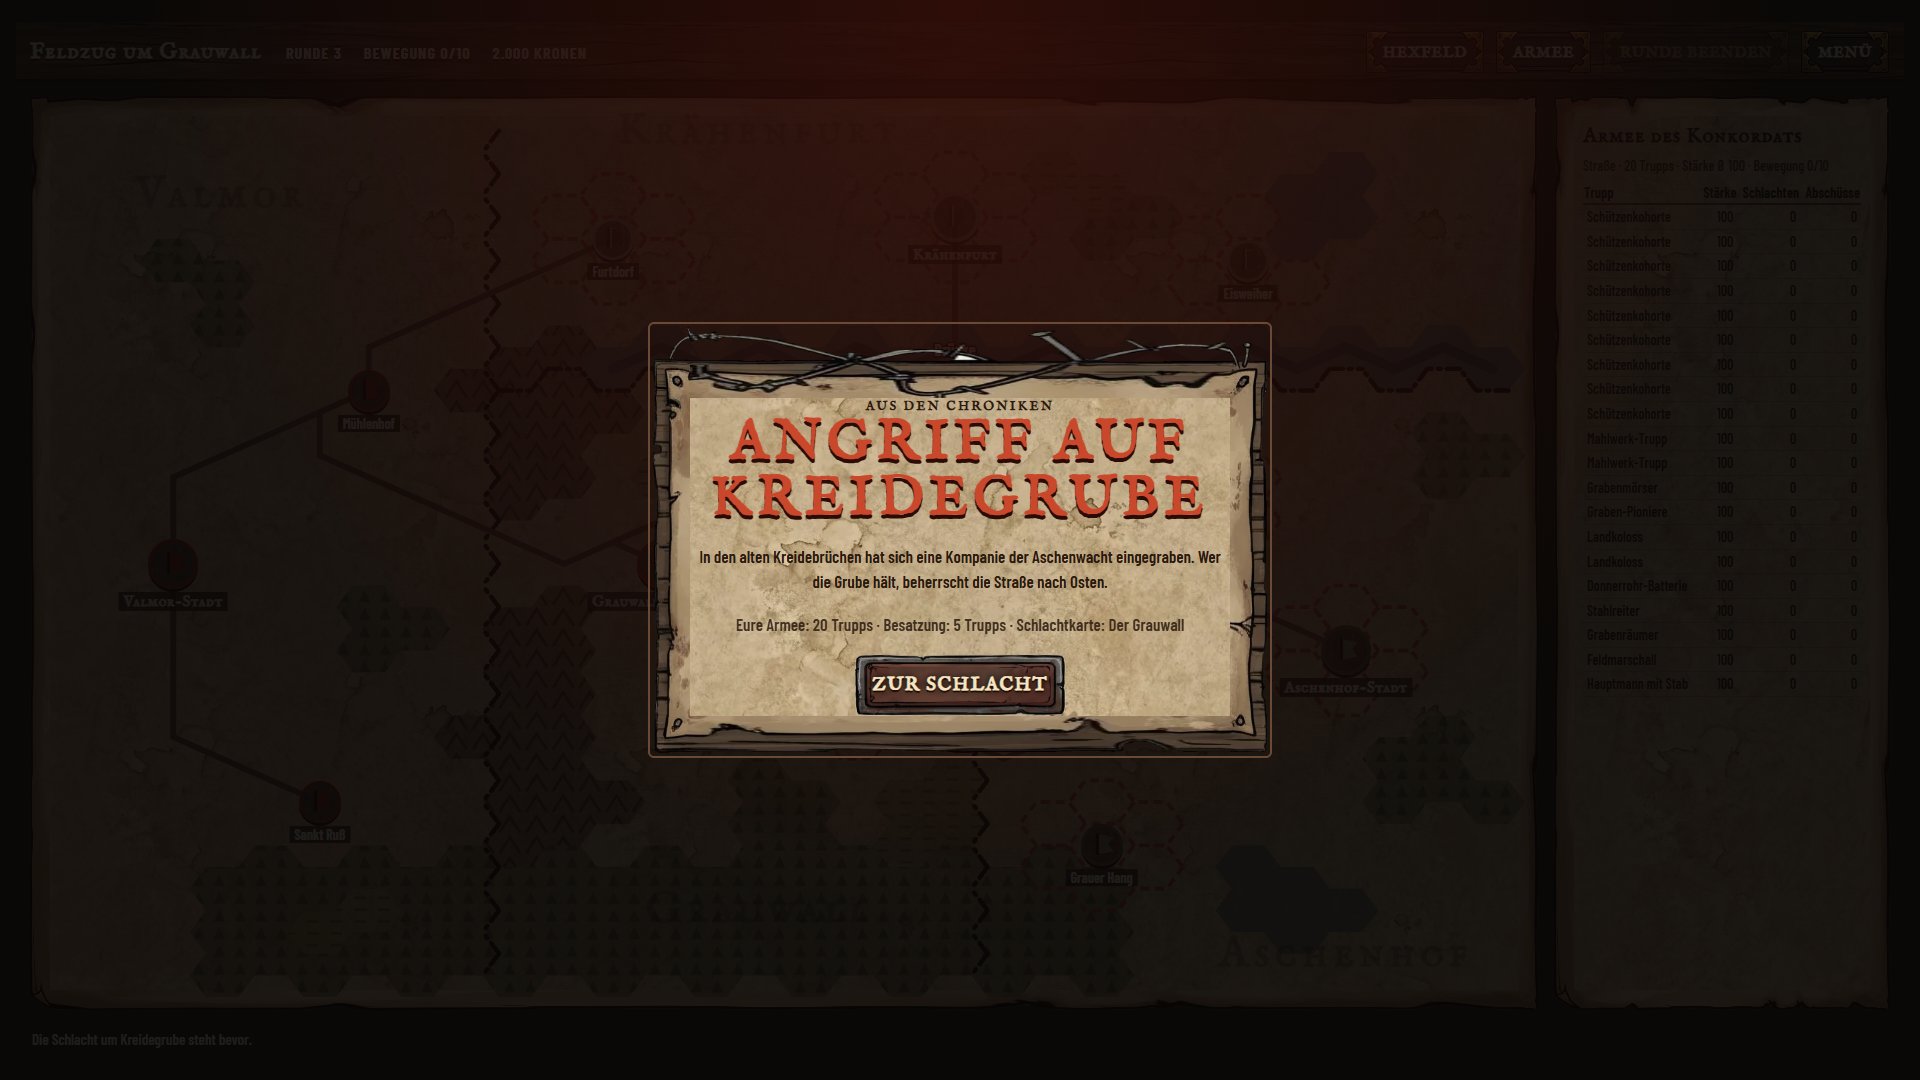 Feldzug um Grauwall RUNDE 3 BEWEGUNG 0/10 2.000 KRONEN HEXFELD ARMEE RUNDE BEENDEN MENÜ
Krähenfurt
Valmor
Furtdorf
Krähenfurt
Eisweiher
Mühlenhof
Valmor-Stadt
Aschenhof-Stadt
Sankt Ruß
Grauer Hang
Grauwall
Aschenhof
AUS DEN CHRONIKEN
ANGRIFF AUF
KREIDEGRUBE
In den alten Kreidebrüchen hat sich eine Kompanie der Aschenwacht eingegraben. Wer
die Grube hält, beherrscht die Straße nach Osten.
Eure Armee: 20 Trupps · Besatzung: 5 Trupps · Schlachtkarte: Der Grauwall
ZUR SCHLACHT
Armee des Konkordats
Straße · 20 Trupps · Stärke Ø 100 · Bewegung 0/10
Trupp Stärke Schlachten Abschüsse
Schützenkohorte 100 0 0
Schützenkohorte 100 0 0
Schützenkohorte 100 0 0
Schützenkohorte 100 0 0
Schützenkohorte 100 0 0
Schützenkohorte 100 0 0
Schützenkohorte 100 0 0
Schützenkohorte 100 0 0
Schützenkohorte 100 0 0
Mahlwerk-Trupp 100 0 0
Mahlwerk-Trupp 100 0 0
Grabenmörser 100 0 0
Graben-Pioniere 100 0 0
Landkoloss 100 0 0
Landkoloss 100 0 0
Donnerrohr-Batterie 100 0 0
Stahlreiter 100 0 0
Grabenräumer 100 0 0
Feldmarschall 100 0 0
Hauptmann mit Stab 100 0 0
Die Schlacht um Kreidegrube steht bevor.